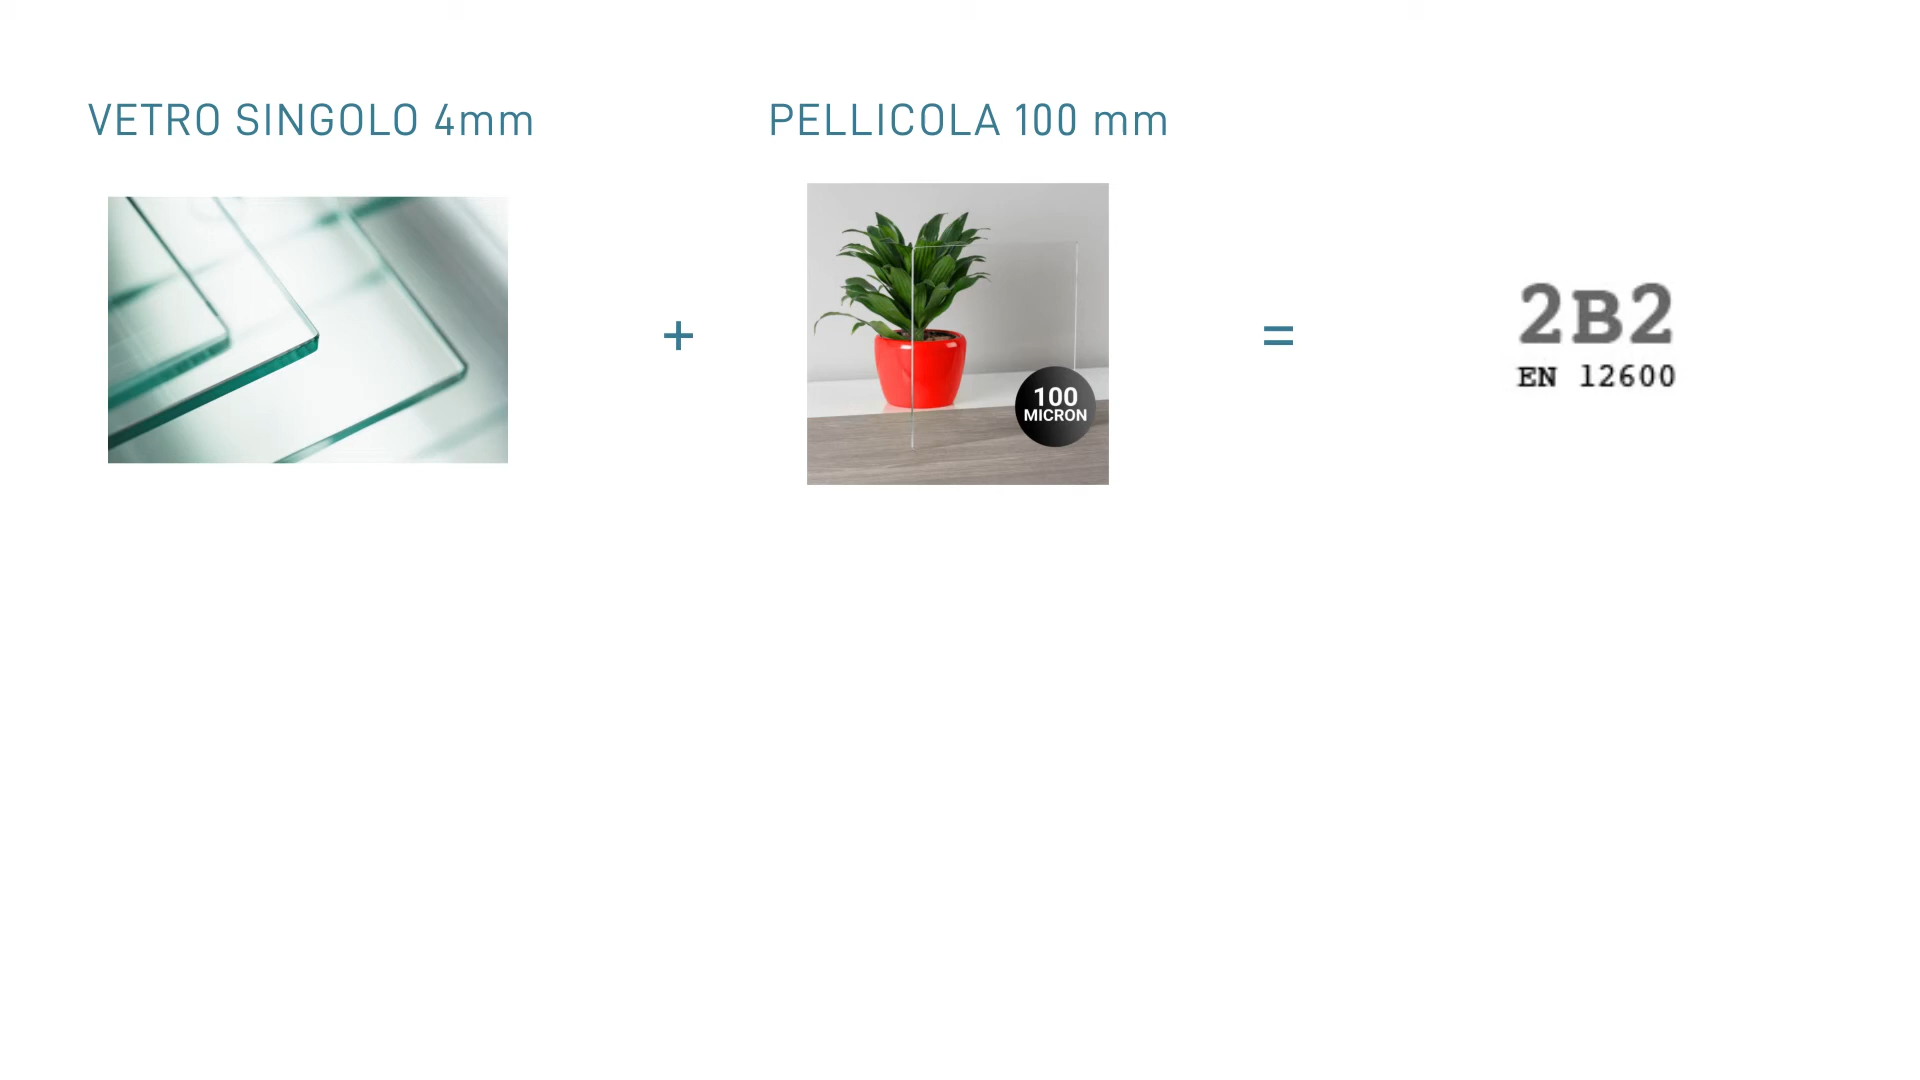 VETRO SINGOLO 4mm
PELLICOLA 100 mm
+
=
100
MICRON
2B2
EN 12600